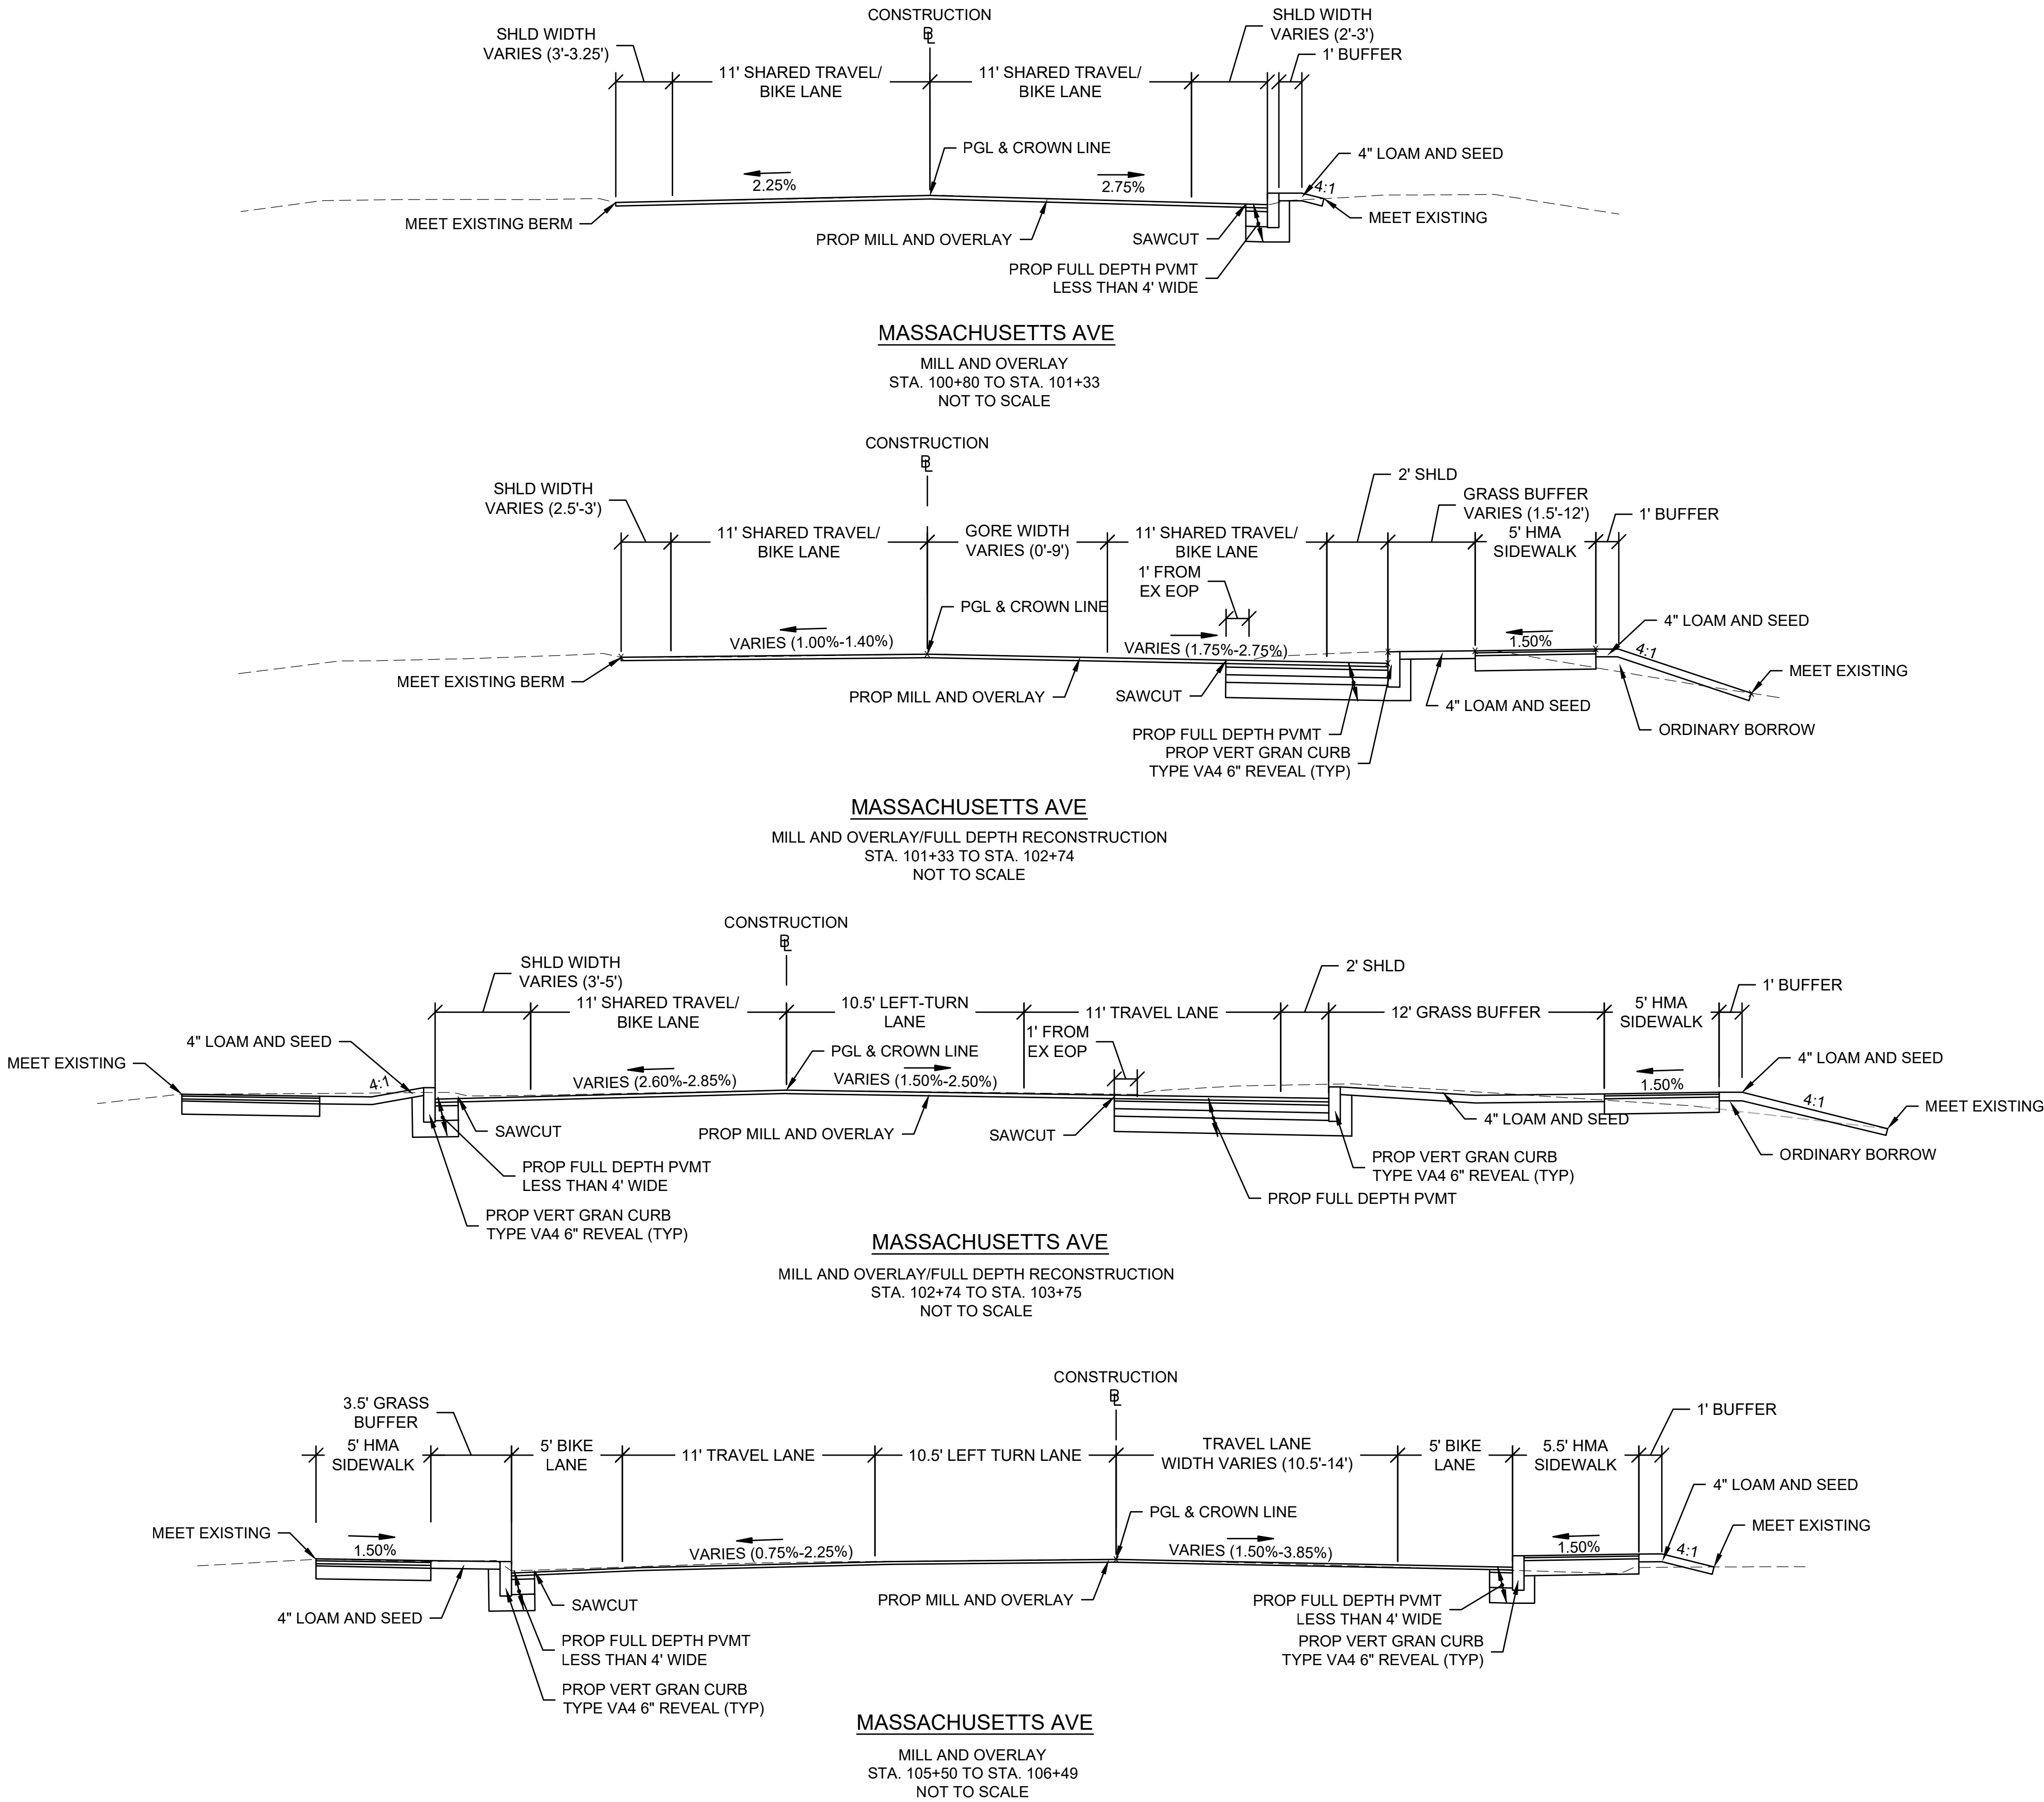 CONSTRUCTION
BL
SHLD WIDTH
VARIES (3'-3.25')
11' SHARED TRAVEL/
BIKE LANE
11' SHARED TRAVEL/
BIKE LANE
SHLD WIDTH
VARIES (2'-3')
1' BUFFER
PGL & CROWN LINE
4" LOAM AND SEED
2.25%
2.75%
4:1
MEET EXISTING BERM
PROP MILL AND OVERLAY
SAWCUT
MEET EXISTING
PROP FULL DEPTH PVMT
LESS THAN 4' WIDE
MASSACHUSETTS AVE
MILL AND OVERLAY
STA. 100+80 TO STA. 101+33
NOT TO SCALE
CONSTRUCTION
BL
SHLD WIDTH
VARIES (2.5'-3')
11' SHARED TRAVEL/
BIKE LANE
GORE WIDTH
VARIES (0'-9')
11' SHARED TRAVEL/
BIKE LANE
2' SHLD
GRASS BUFFER
VARIES (1.5'-12')
5' HMA
SIDEWALK
1' BUFFER
1' FROM
EX EOP
PGL & CROWN LINE
4" LOAM AND SEED
VARIES (1.00%-1.40%)
VARIES (1.75%-2.75%)
1.50%
4:1
MEET EXISTING BERM
PROP MILL AND OVERLAY
SAWCUT
4" LOAM AND SEED
MEET EXISTING
ORDINARY BORROW
PROP FULL DEPTH PVMT
PROP VERT GRAN CURB
TYPE VA4 6" REVEAL (TYP)
MASSACHUSETTS AVE
MILL AND OVERLAY/FULL DEPTH RECONSTRUCTION
STA. 101+33 TO STA. 102+74
NOT TO SCALE
CONSTRUCTION
BL
SHLD WIDTH
VARIES (3'-5')
11' SHARED TRAVEL/
BIKE LANE
10.5' LEFT-TURN
LANE
11' TRAVEL LANE
2' SHLD
12' GRASS BUFFER
5' HMA
SIDEWALK
1' BUFFER
1' FROM
EX EOP
4" LOAM AND SEED
MEET EXISTING
4:1
PGL & CROWN LINE
VARIES (2.60%-2.85%)
VARIES (1.50%-2.50%)
1.50%
4" LOAM AND SEED
4:1
MEET EXISTING
SAWCUT
PROP MILL AND OVERLAY
SAWCUT
4" LOAM AND SEED
ORDINARY BORROW
PROP FULL DEPTH PVMT
LESS THAN 4' WIDE
PROP VERT GRAN CURB
TYPE VA4 6" REVEAL (TYP)
PROP FULL DEPTH PVMT
PROP VERT GRAN CURB
TYPE VA4 6" REVEAL (TYP)
MASSACHUSETTS AVE
MILL AND OVERLAY/FULL DEPTH RECONSTRUCTION
STA. 102+74 TO STA. 103+75
NOT TO SCALE
CONSTRUCTION
BL
5' HMA
SIDEWALK
3.5' GRASS
BUFFER
5' BIKE
LANE
11' TRAVEL LANE
10.5' LEFT TURN LANE
TRAVEL LANE
WIDTH VARIES (10.5'-14')
5' BIKE
LANE
5.5' HMA
SIDEWALK
1' BUFFER
4" LOAM AND SEED
MEET EXISTING
PGL & CROWN LINE
MEET EXISTING
1.50%
VARIES (0.75%-2.25%)
VARIES (1.50%-3.85%)
1.50%
4:1
4" LOAM AND SEED
SAWCUT
PROP MILL AND OVERLAY
PROP FULL DEPTH PVMT
LESS THAN 4' WIDE
PROP VERT GRAN CURB
TYPE VA4 6" REVEAL (TYP)
PROP FULL DEPTH PVMT
LESS THAN 4' WIDE
PROP VERT GRAN CURB
TYPE VA4 6" REVEAL (TYP)
MASSACHUSETTS AVE
MILL AND OVERLAY
STA. 105+50 TO STA. 106+49
NOT TO SCALE